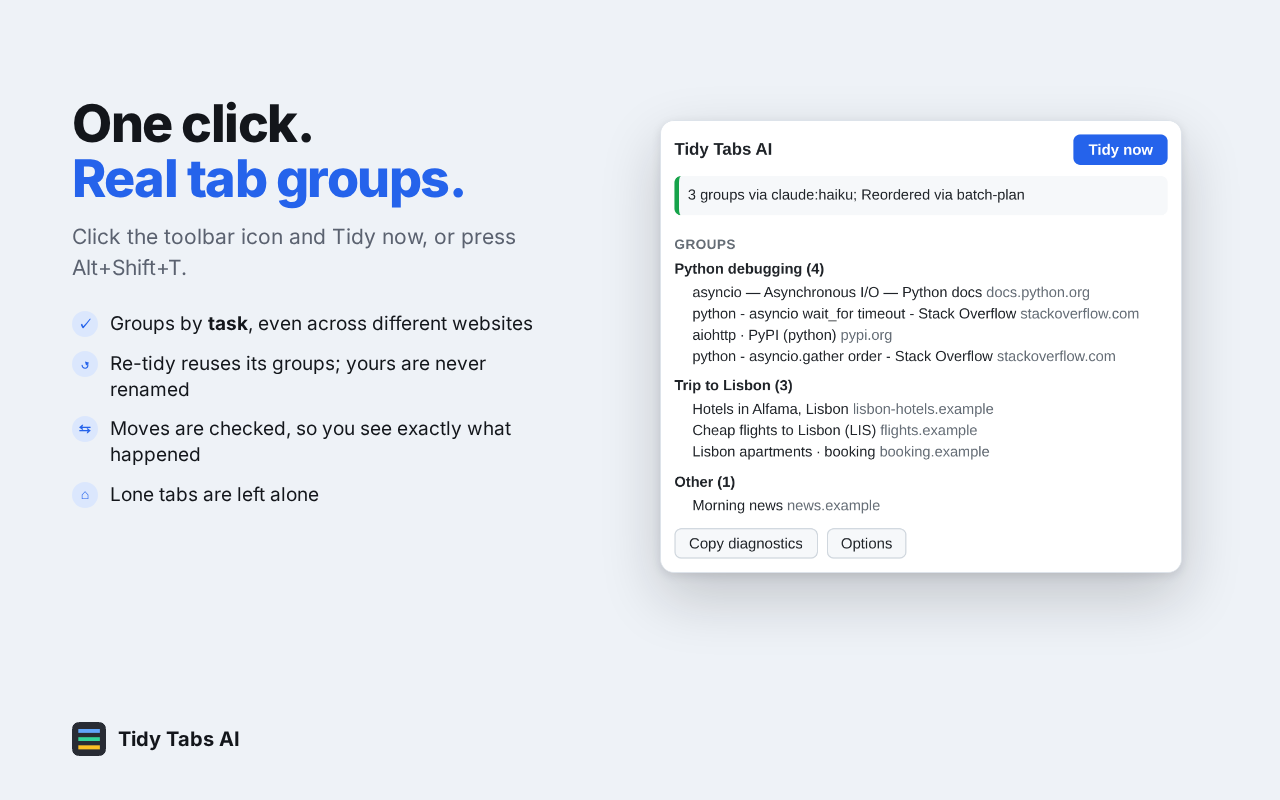 One click.
Real tab groups.
Click the toolbar icon and Tidy now, or press
Alt+Shift+T.
Groups by task, even across different websites
Re-tidy reuses its groups; yours are never
renamed
Moves are checked, so you see exactly what
happened
Lone tabs are left alone
Tidy Tabs AI
Tidy Tabs AI
Tidy now
3 groups via claude:haiku; Reordered via batch-plan
GROUPS
Python debugging (4)
asyncio — Asynchronous I/O — Python docs docs.python.org
python - asyncio wait_for timeout - Stack Overflow stackoverflow.com
aiohttp · PyPI (python) pypi.org
python - asyncio.gather order - Stack Overflow stackoverflow.com
Trip to Lisbon (3)
Hotels in Alfama, Lisbon lisbon-hotels.example
Cheap flights to Lisbon (LIS) flights.example
Lisbon apartments · booking booking.example
Other (1)
Morning news news.example
Copy diagnostics
Options